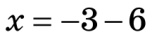 x = −3 − 6